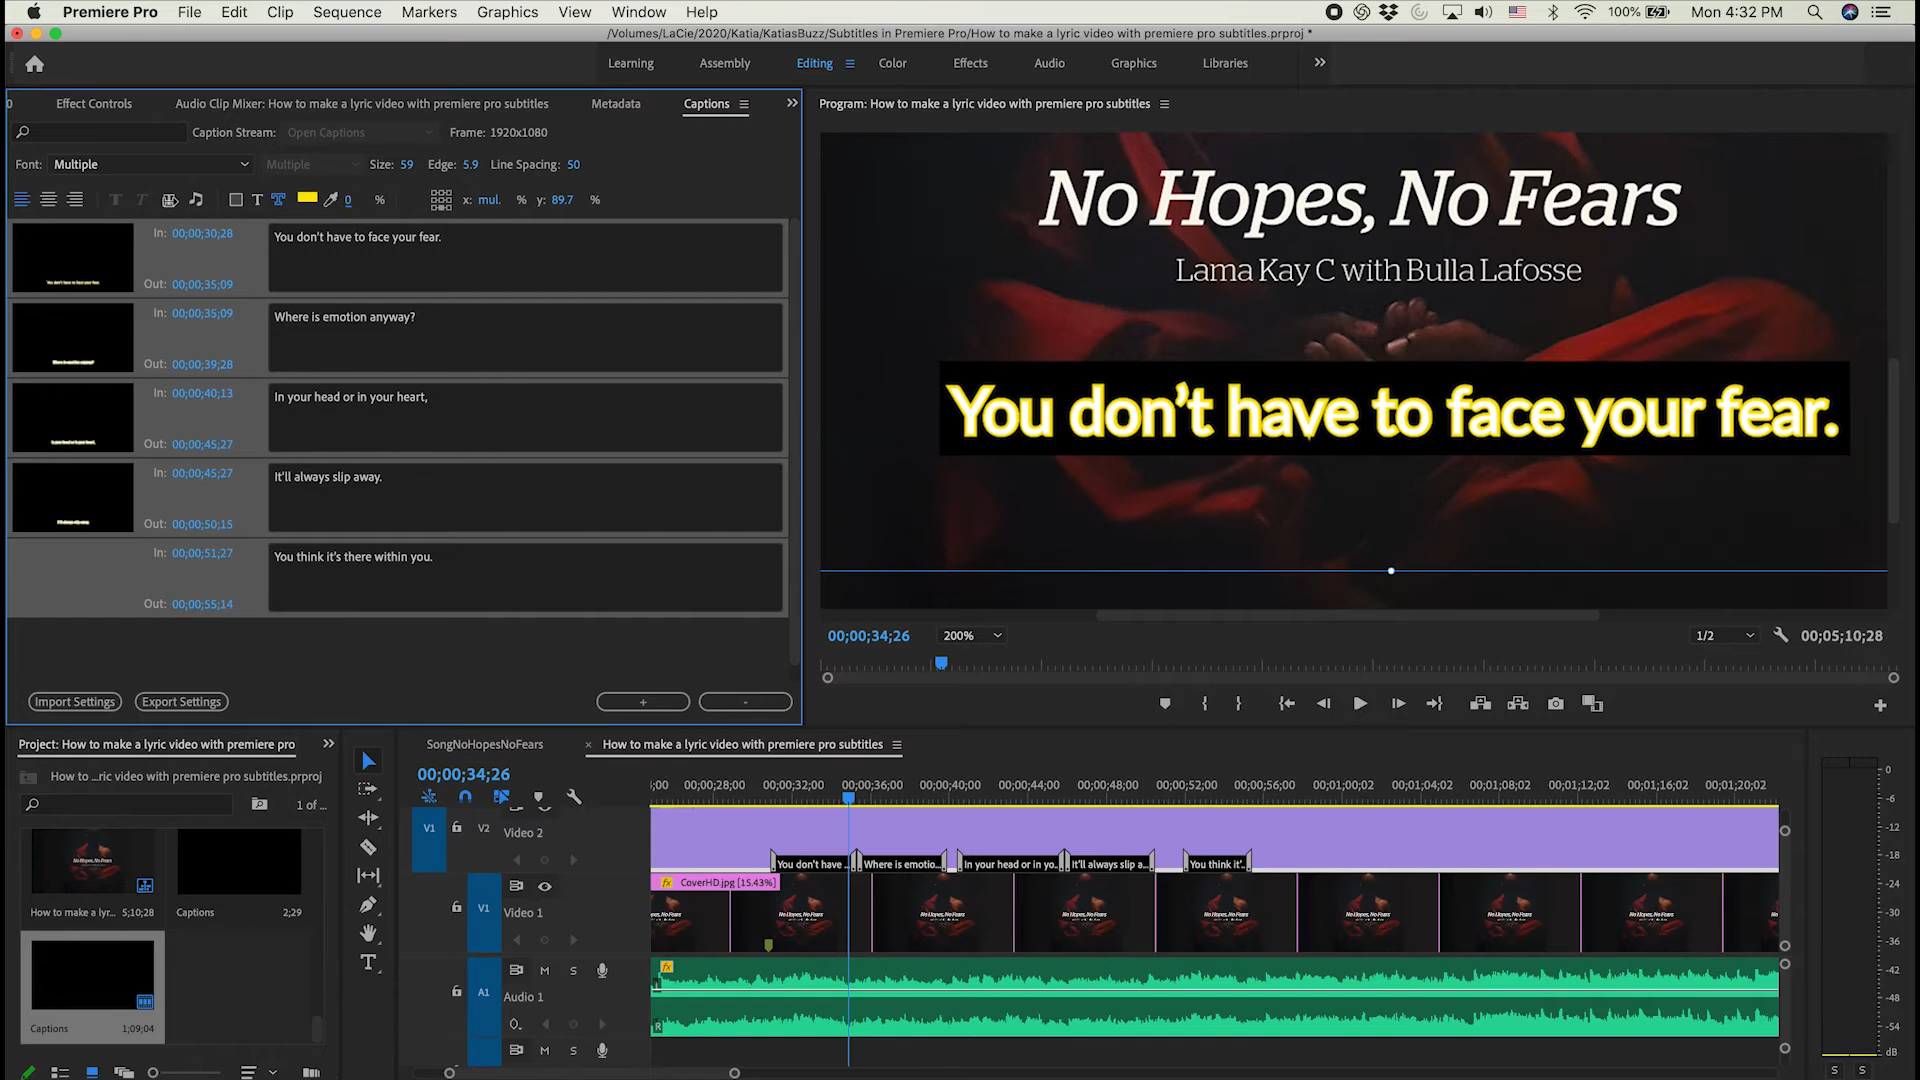 Premiere Pro File Edit Clip Sequence Markers Graphics View Window Help 100% Mon 4:32 PM
/Volumes/LaCie/2020/Katia/KatiasBuzz/Subtitles in Premiere Pro/How to make a lyric video with premiere pro subtitles.prproj *
Learning Assembly Editing Color Effects Audio Graphics Libraries
Effect Controls Audio Clip Mixer: How to make a lyric video with premiere pro subtitles Metadata Captions
Caption Stream: Open Captions Frame: 1920x1080
Font: Multiple Multiple Size: 59 Edge: 5.9 Line Spacing: 50
0 % x: mul. % y: 89.7 %
In: 00;00;30;28 You don't have to face your fear.
Out: 00;00;35;09
In: 00;00;35;09 Where is emotion anyway?
Out: 00;00;39;28
In: 00;00;40;13 In your head or in your heart,
Out: 00;00;45;27
In: 00;00;45;27 It'll always slip away.
Out: 00;00;50;15
In: 00;00;51;27 You think it's there within you.
Out: 00;00;55;14
Import Settings Export Settings + -
Program: How to make a lyric video with premiere pro subtitles
No Hopes, No Fears
Lama Kay C with Bulla Lafosse
You don't have to face your fear.
00;00;34;26 200% 1/2 00;05;10;28
Project: How to make a lyric video with premiere pro
How to ...ric video with premiere pro subtitles.prproj
1 of ...
How to make a lyr... 5;10;28 Captions 2;29
Captions 1;09;04
SongNoHopesNoFears × How to make a lyric video with premiere pro subtitles
00;00;34;26
;00 00;00;28;00 00;00;32;00 00;00;36;00 00;00;40;00 00;00;44;00 00;00;48;00 00;00;52;00 00;00;56;00 00;01;00;02 00;01;04;02 00;01;08;02 00;01;12;02 00;01;16;02 00;01;20;02
V1 V2 Video 2
You don't have ... Where is emotio... In your head or in yo... It'll always slip a... You think it'...
CoverHD.jpg [15.43%]
V1 Video 1
No Hopes, No Fears
A1 M S
Audio 1
L
R
M S
0
-6
-12
-18
-24
-30
-36
-42
-48
-54
dB
S S